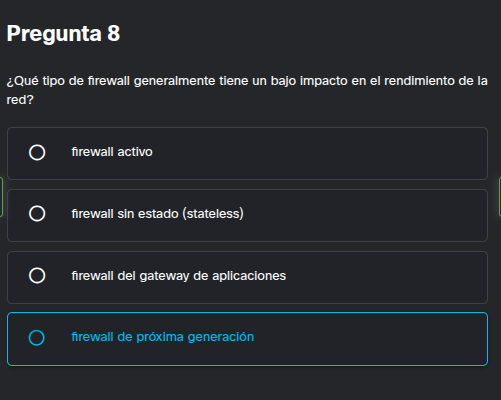 Pregunta 8
¿Qué tipo de firewall generalmente tiene un bajo impacto en el rendimiento de la
red?
firewall activo
firewall sin estado (stateless)
firewall del gateway de aplicaciones
firewall de próxima generación